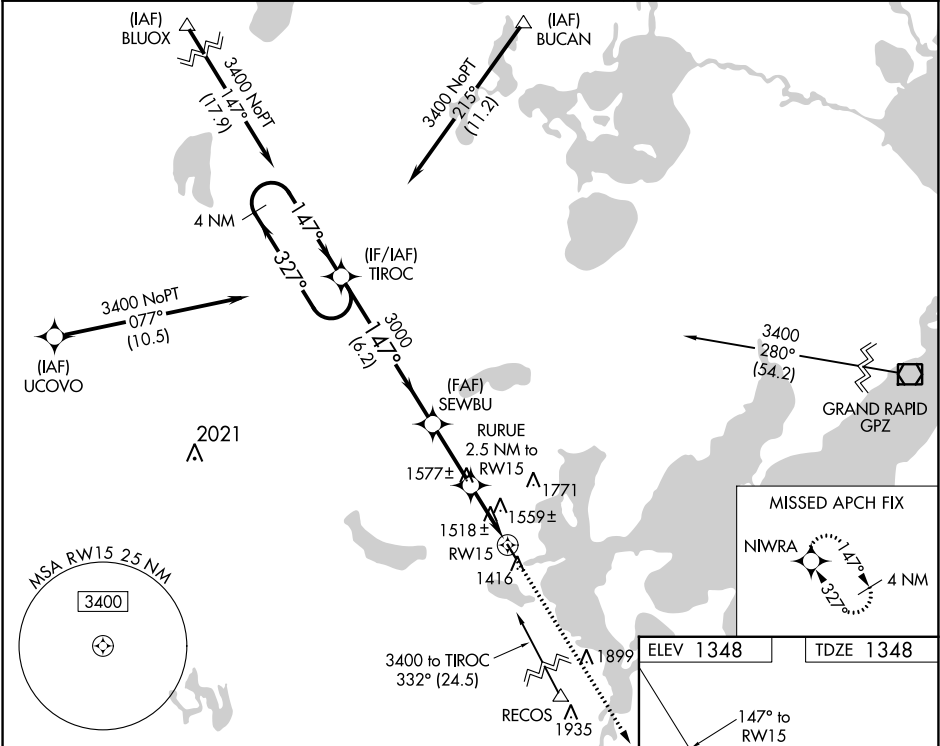 (IAF)
BLUOX
3400 NoPT
147°
(17.9)
(IAF)
BUCAN
3400 NoPT
215°
(11.2)
4 NM
147°
327°
(IF/IAF)
TIROC
3400 NoPT
077°
(10.5)
(IAF)
UCOVO
3000
147°
(6.2)
3400
280°
(54.2)
GRAND RAPID
GPZ
(FAF)
SEWBU
RURUE
2.5 NM to
RW15
2021
1577±
1771
1559±
1518±
RW15
1416
MISSED APCH FIX
NIWRA
147°
327°
4 NM
MSA RW15 25 NM
3400
3400 to TIROC
332° (24.5)
1899
RECOS
1935
ELEV 1348
TDZE 1348
147° to
RW15